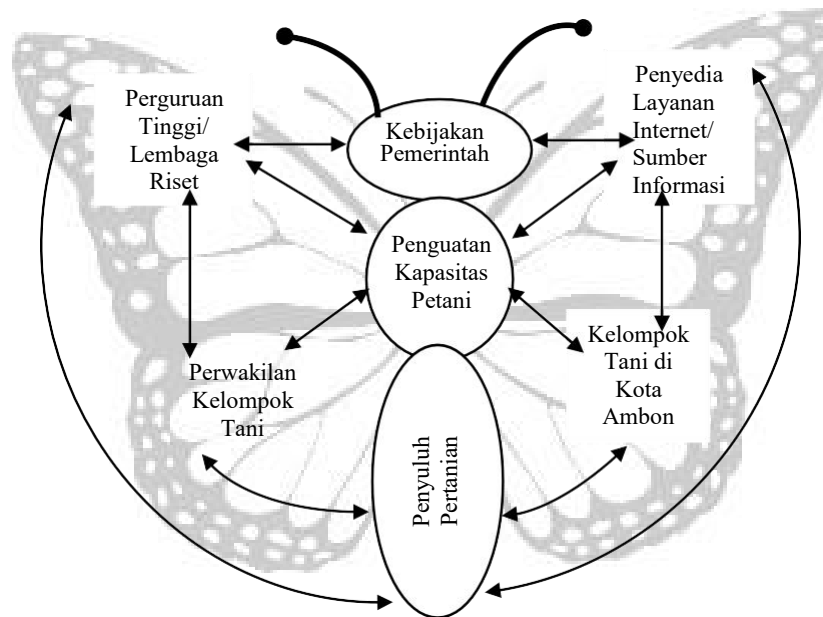 Perguruan
Tinggi/
Lembaga
Riset
Kebijakan
Pemerintah
Penyedia
Layanan
Internet/
Sumber
Informasi
Penguatan
Kapasitas
Petani
Perwakilan
Kelompok
Tani
Kelompok
Tani di
Kota
Ambon
Penyuluh
Pertanian